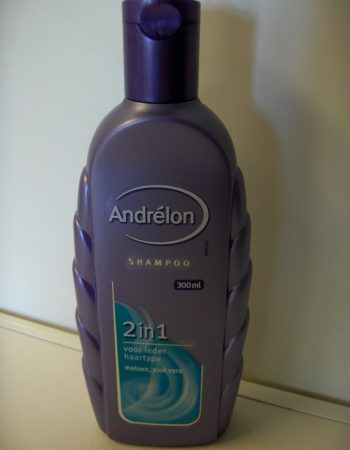 Andrélon
SHAMPOO
300ml
2in1
voor ieder
haartype
meloen, aloë vera